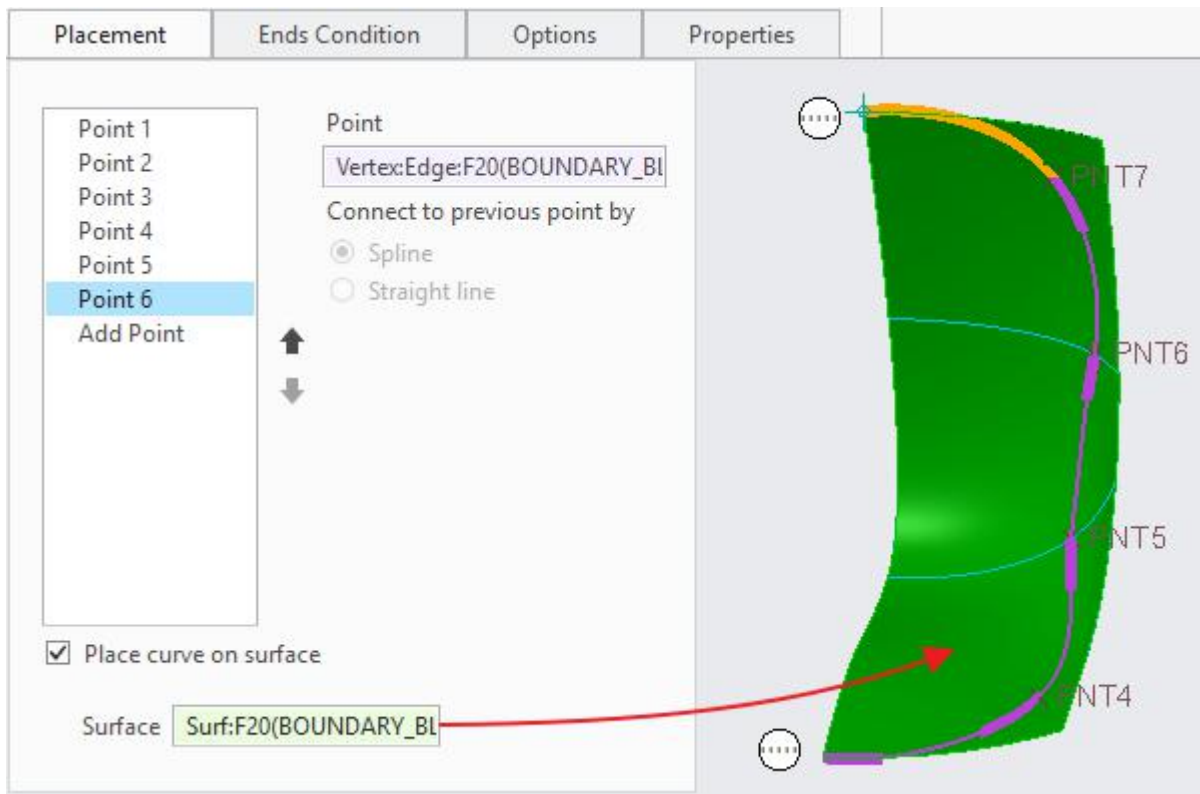 Placement
Ends Condition
Options
Properties
Point 1
Point 2
Point 3
Point 4
Point 5
Point 6
Add Point
Point
Vertex:Edge:F20(BOUNDARY_BL
Connect to previous point by
Spline
Straight line
Place curve on surface
Surface
Surf:F20(BOUNDARY_BL
PNT7
PNT6
PNT5
PNT4